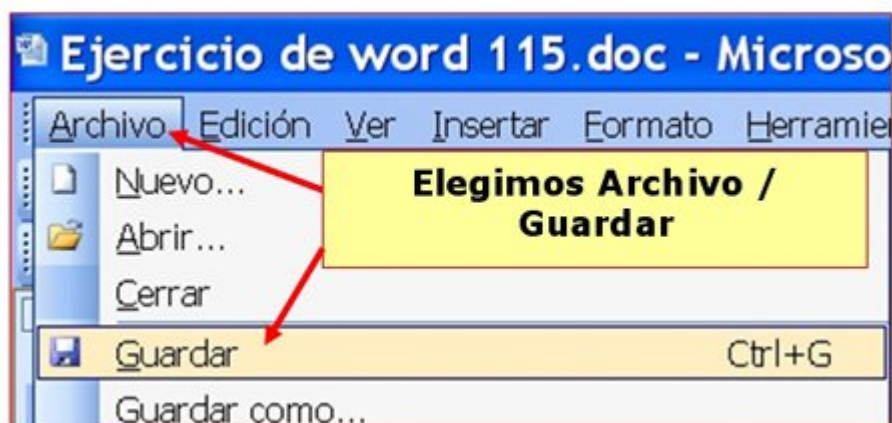 Ejercicio de word 115.doc - Microso
Archivo Edición Ver Insertar Formato Herramie
Nuevo...
Elegimos Archivo /
Guardar
Abrir...
Cerrar
Guardar Ctrl+G
Guardar como...